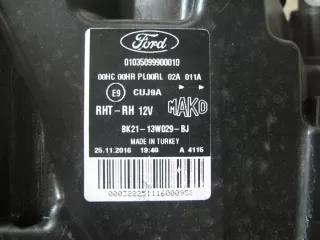 Ford
01035099900010
00HC 00HR PL00RL 02A 011A
E9 CUJ9A
RHT-RH 12V MAKO
BK21-13W029-BJ
MADE IN TURKEY
25.11.2016 19:40 A 4115